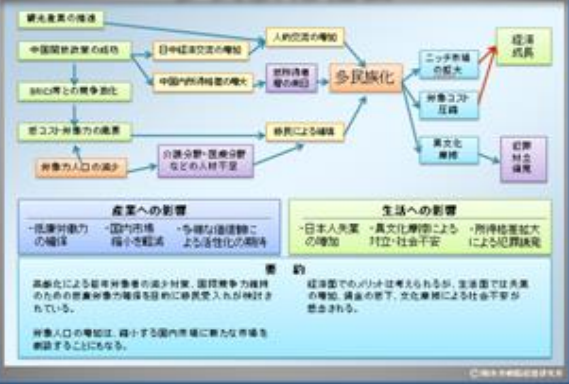 観光産業の推進
中国開放政策の成功
日中経済交流の増加
人的交流の増加
中国内所得格差の増大
低所得者
層の来日
BRICs等との競争激化
低コスト労働力の需要
移民による補填
労働力人口の減少
介護分野・医療分野
などの人材不足
多民族化
ニッチ市場
の拡大
労働コスト
圧縮
異文化
摩擦
経済
成長
犯罪
対立
偏見
産業への影響
・低廉労働力
の確保
・国内市場
縮小を軽減
・多様な価値観に
よる活性化の期待
生活への影響
・日本人失業
の増加
・異文化摩擦による
対立・社会不安
・所得格差拡大
による犯罪誘発
要 約
高齢化による若年労働者の減少対策、国際競争力維持
のための低廉労働力確保を目的に移民受入れが検討さ
れている。
労働人口の増加は、縮小する国内市場に新たな市場を
創設することにもなる。
経済面でのメリットは考えられるが、生活面では失業
の増加、賃金の低下、文化摩擦による社会不安が
懸念される。